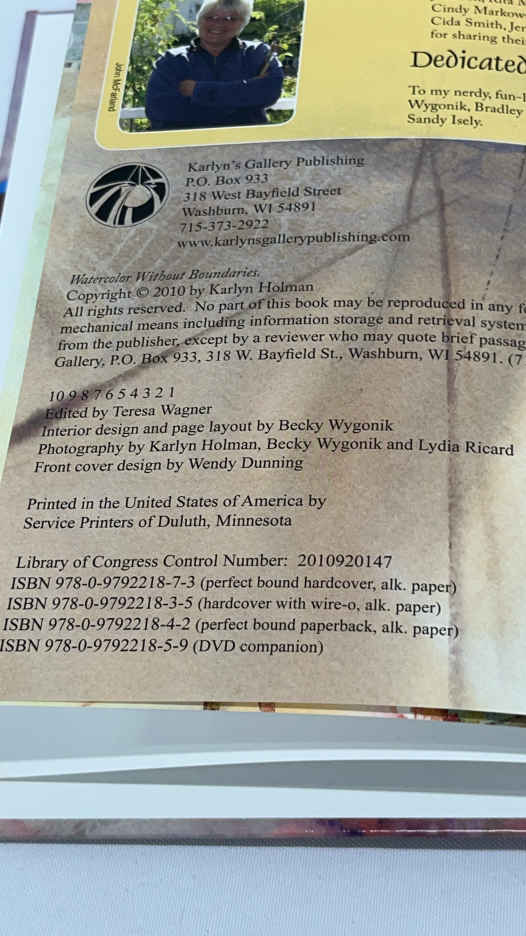 Cindy Markow
Cida Smith, Jer
for sharing thei
Dedicated
To my nerdy, fun-l
Wygonik, Bradley
Sandy Isely.
John McFarland
Karlyn's Gallery Publishing
P.O. Box 933
318 West Bayfield Street
Washburn, WI 54891
715-373-2922
www.karlynsgallerypublishing.com
Watercolor Without Boundaries.
Copyright © 2010 by Karlyn Holman
All rights reserved. No part of this book may be reproduced in any f
mechanical means including information storage and retrieval system
from the publisher, except by a reviewer who may quote brief passag
Gallery, P.O. Box 933, 318 W. Bayfield St., Washburn, WI 54891. (7
10 9 8 7 6 5 4 3 2 1
Edited by Teresa Wagner
Interior design and page layout by Becky Wygonik
Photography by Karlyn Holman, Becky Wygonik and Lydia Ricard
Front cover design by Wendy Dunning
Printed in the United States of America by
Service Printers of Duluth, Minnesota
Library of Congress Control Number: 2010920147
ISBN 978-0-9792218-7-3 (perfect bound hardcover, alk. paper)
ISBN 978-0-9792218-3-5 (hardcover with wire-o, alk. paper)
ISBN 978-0-9792218-4-2 (perfect bound paperback, alk. paper)
ISBN 978-0-9792218-5-9 (DVD companion)